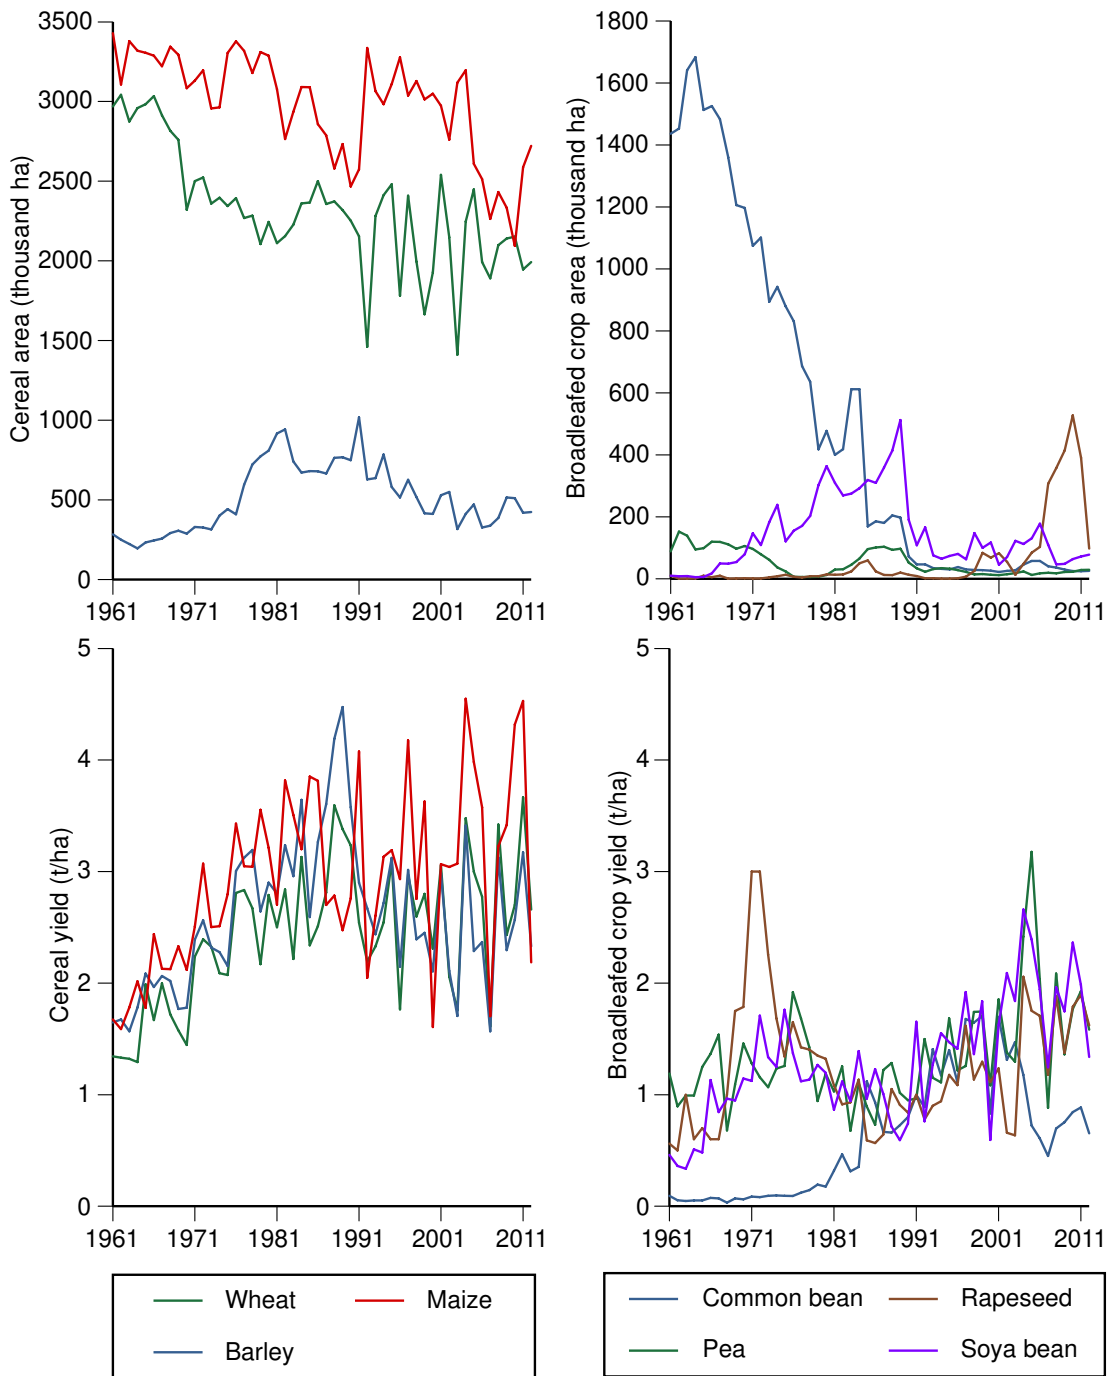 Cereal area (thousand ha)
3500
3000
2500
2000
1500
1000
500
0
1961 1971 1981 1991 2001 2011
Broadleafed crop area (thousand ha)
1800
1600
1400
1200
1000
800
600
400
200
0
1961 1971 1981 1991 2001 2011
Cereal yield (t/ha)
5
4
3
2
1
0
1961 1971 1981 1991 2001 2011
Broadleafed crop yield (t/ha)
5
4
3
2
1
0
1961 1971 1981 1991 2001 2011
Wheat Maize
Barley
Common bean Rapeseed
Pea Soya bean